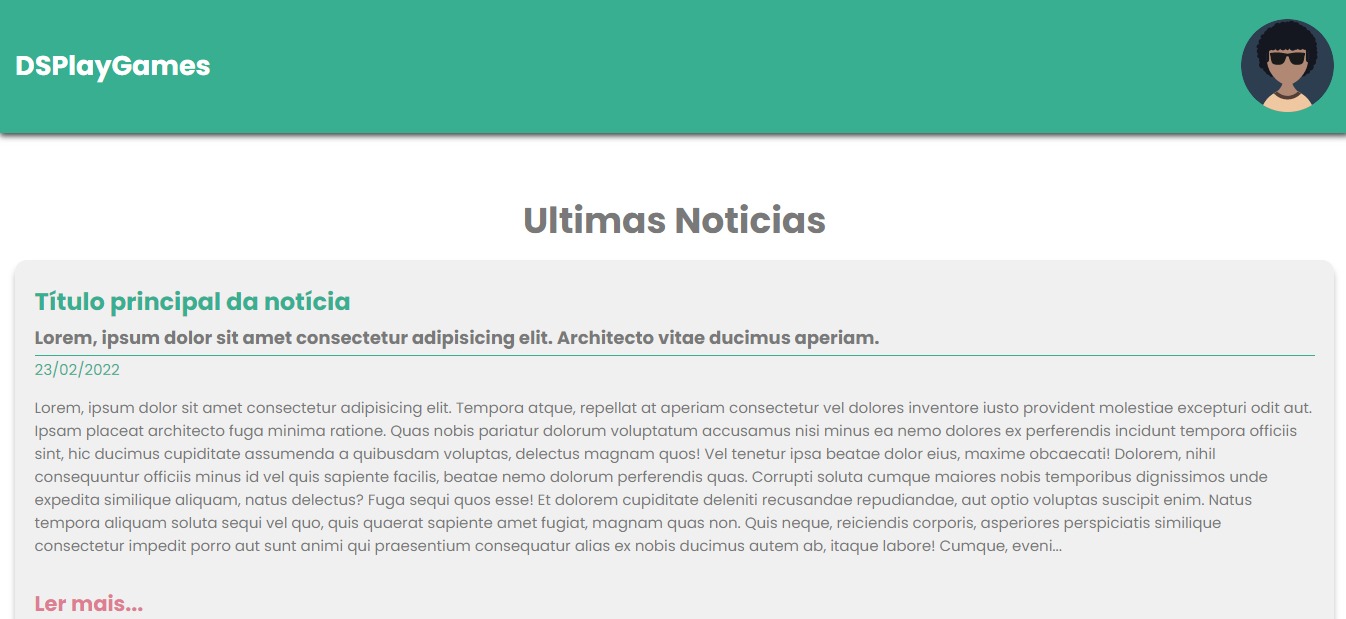 DSPlayGames
Ultimas Noticias
Título principal da notícia
Lorem, ipsum dolor sit amet consectetur adipisicing elit. Architecto vitae ducimus aperiam.
23/02/2022
Lorem, ipsum dolor sit amet consectetur adipisicing elit. Tempora atque, repellat at aperiam consectetur vel dolores inventore iusto provident molestiae excepturi odit aut.
Ipsam placeat architecto fuga minima ratione. Quas nobis pariatur dolorum voluptatum accusamus nisi minus ea nemo dolores ex perferendis incidunt tempora officiis
sint, hic ducimus cupiditate assumenda a quibusdam voluptas, delectus magnam quos! Vel tenetur ipsa beatae dolor eius, maxime obcaecati! Dolorem, nihil
consequuntur officiis minus id vel quis sapiente facilis, beatae nemo dolorum perferendis quas. Corrupti soluta cumque maiores nobis temporibus dignissimos unde
expedita similique aliquam, natus delectus? Fuga sequi quos esse! Et dolorem cupiditate deleniti recusandae repudiandae, aut optio voluptas suscipit enim. Natus
tempora aliquam soluta sequi vel quo, quis quaerat sapiente amet fugiat, magnam quas non. Quis neque, reiciendis corporis, asperiores perspiciatis similique
consectetur impedit porro aut sunt animi qui praesentium consequatur alias ex nobis ducimus autem ab, itaque labore! Cumque, eveni...
Ler mais...